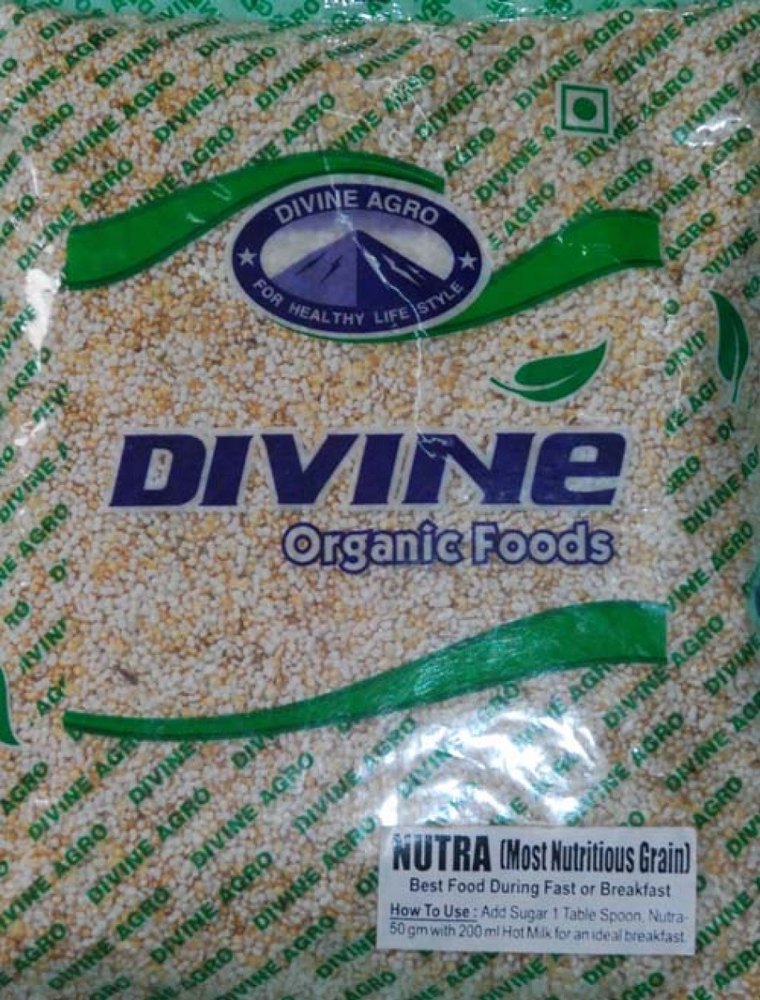 DIVINE AGRO
FOR HEALTHY LIFE STYLE
DIVINE
Organic Foods
NUTRA (Most Nutritious Grain)
Best Food During Fast or Breakfast
How To Use : Add Sugar 1 Table Spoon, Nutra-
50 gm with 200 ml Hot Milk for an ideal breakfast.